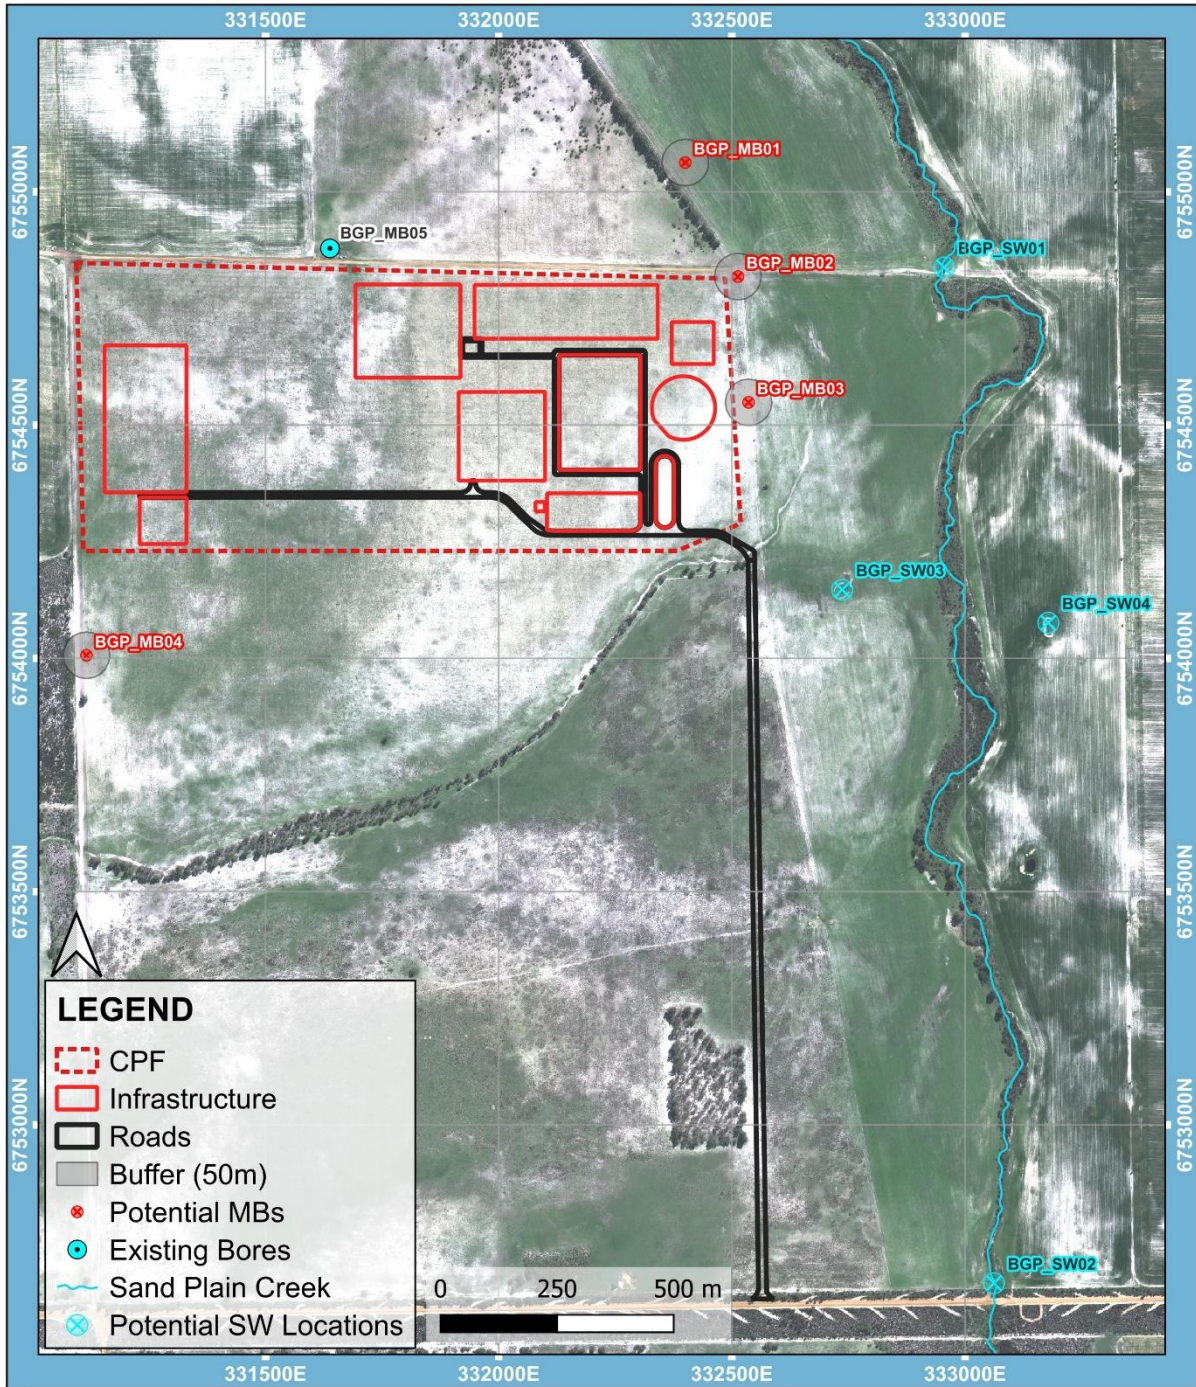 331500E 332000E 332500E 333000E
6755000N
6754500N
6754000N
6753500N
6753000N
6755000N
6754500N
6754000N
6753500N
6753000N
BGP_MB01
BGP_MB05
BGP_MB02
BGP_SW01
BGP_MB03
BGP_SW03
BGP_SW04
BGP_MB04
BGP_SW02
LEGEND
CPF
Infrastructure
Roads
Buffer (50m)
Potential MBs
Existing Bores
Sand Plain Creek
Potential SW Locations
0 250 500 m
331500E 332000E 332500E 333000E